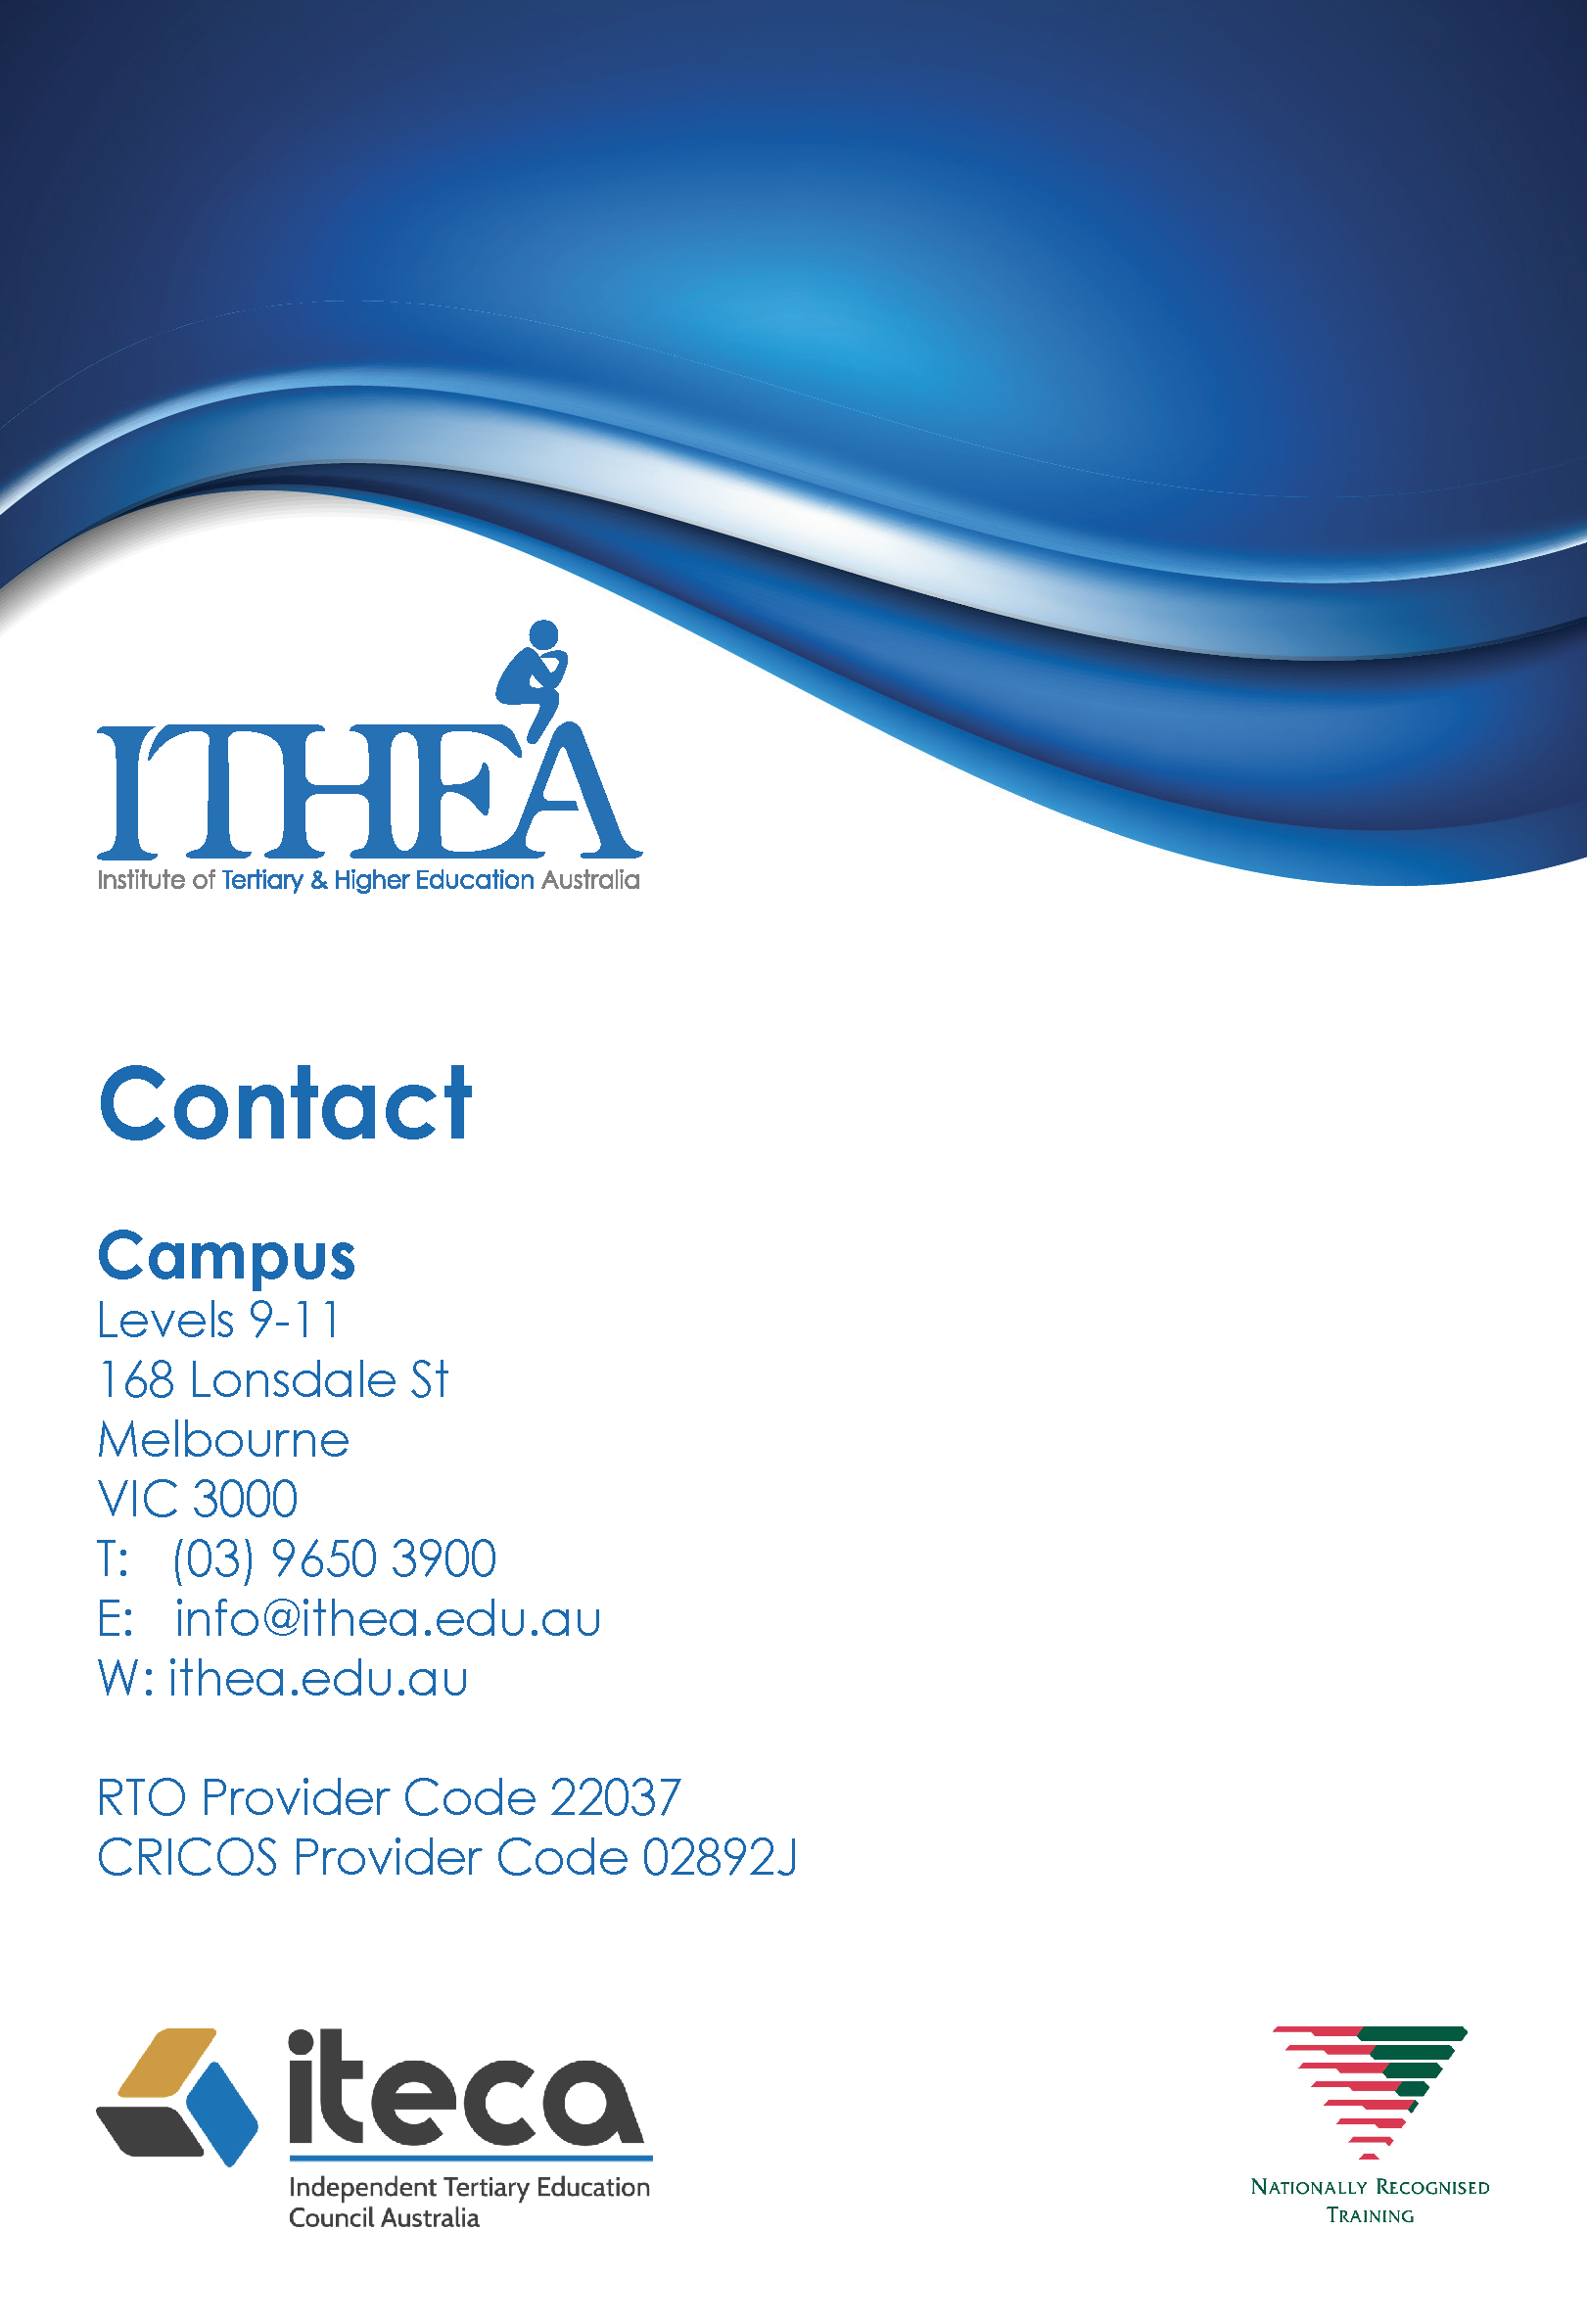 ITHEA
Institute of Tertiary & Higher Education Australia
Contact
Campus
Levels 9-11
168 Lonsdale St
Melbourne
VIC 3000
T: (03) 9650 3900
E: info@ithea.edu.au
W: ithea.edu.au
RTO Provider Code 22037
CRICOS Provider Code 02892J
iteca
Independent Tertiary Education
Council Australia
NATIONALLY RECOGNISED
TRAINING